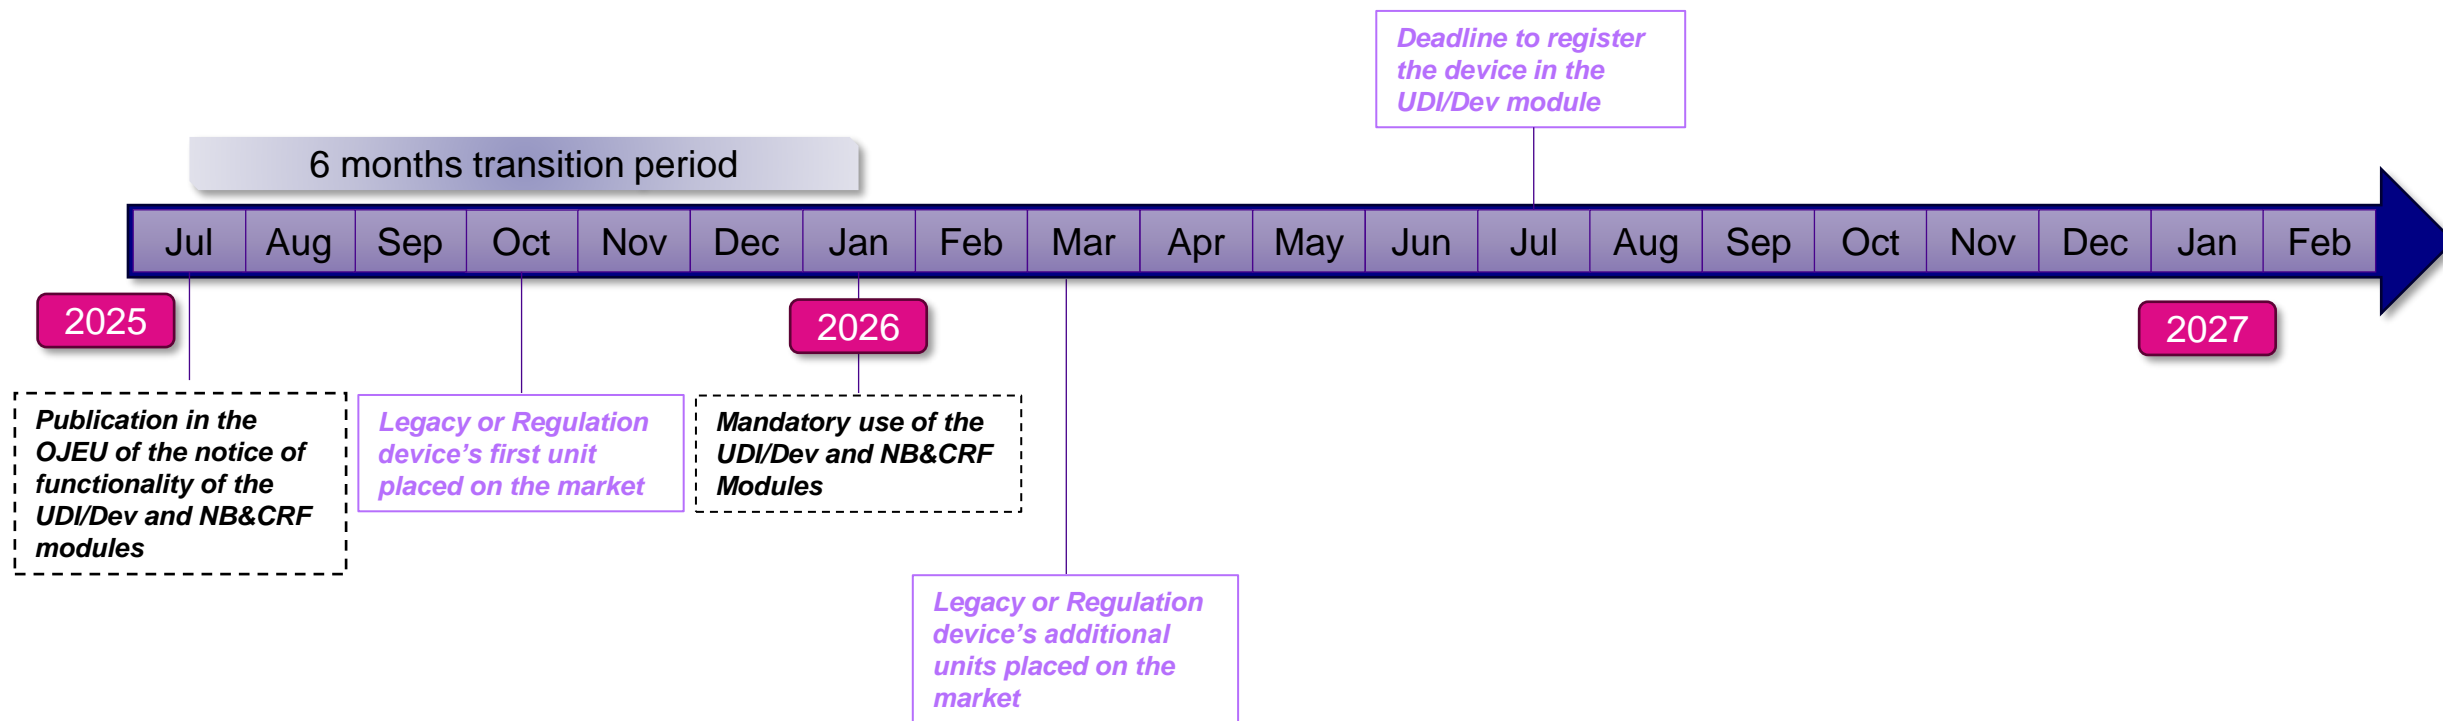 Deadline to register
the device in the
UDI/Dev module
6 months transition period
Jul Aug Sep Oct Nov Dec Jan Feb Mar Apr May Jun Jul Aug Sep Oct Nov Dec Jan Feb
2025
2026
2027
Publication in the
OJEU of the notice of
functionality of the
UDI/Dev and NB&CRF
modules
Legacy or Regulation
device's first unit
placed on the market
Mandatory use of the
UDI/Dev and NB&CRF
Modules
Legacy or Regulation
device's additional
units placed on the
market